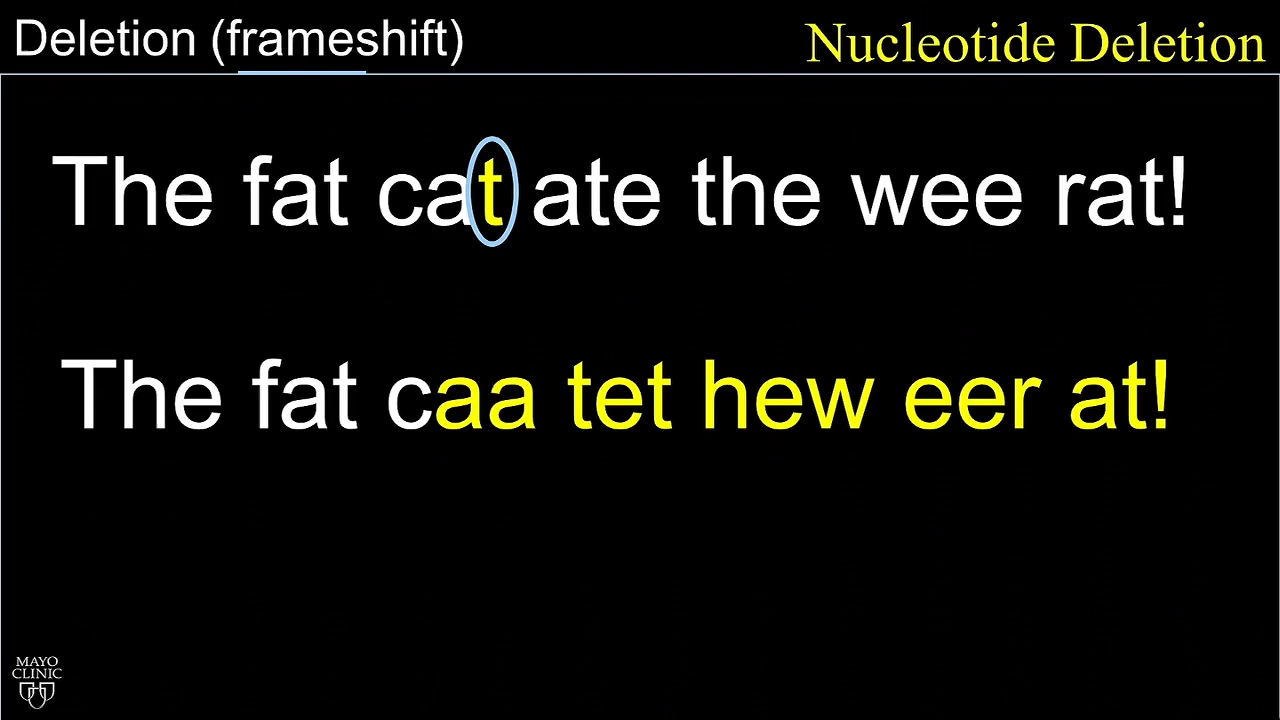 Deletion (frameshift)
Nucleotide Deletion
The fat cat ate the wee rat!
The fat caa tet hew eer at!
MAYO
CLINIC